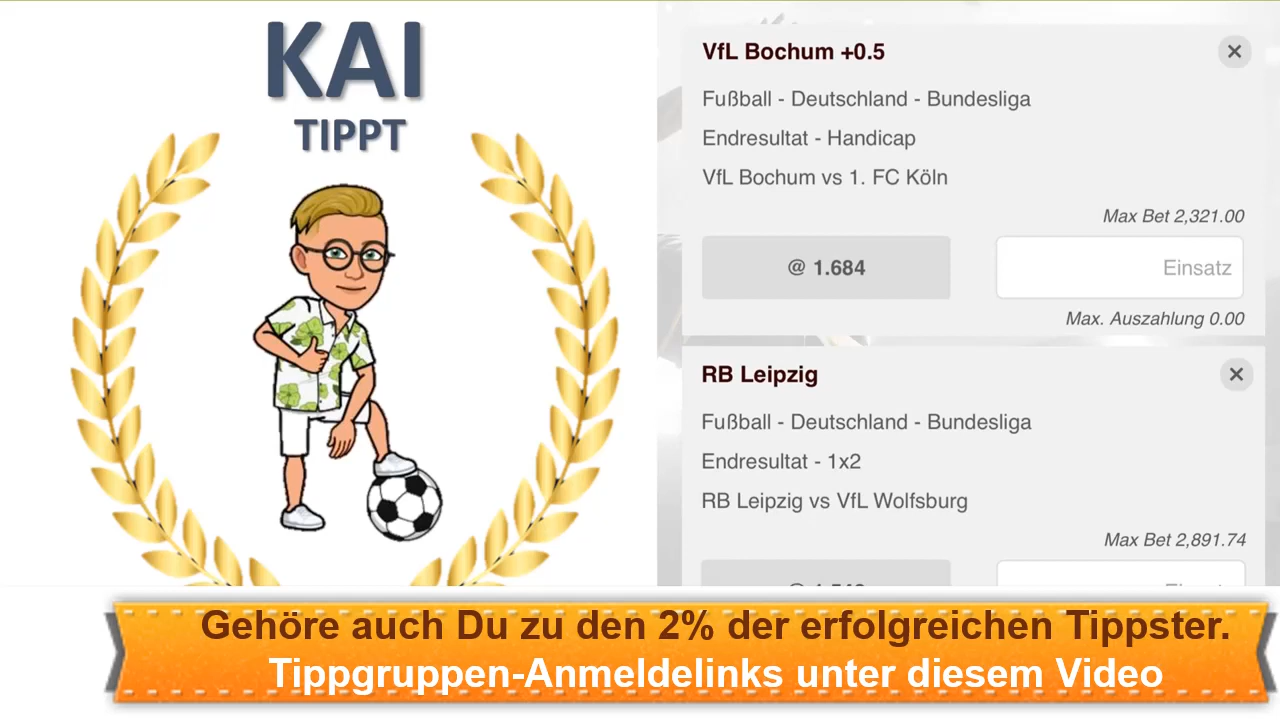 KAI
TIPPT
VfL Bochum +0.5
Fußball - Deutschland - Bundesliga
Endresultat - Handicap
VfL Bochum vs 1. FC Köln
Max Bet 2,321.00
@ 1.684
Einsatz
Max. Auszahlung 0.00
RB Leipzig
Fußball - Deutschland - Bundesliga
Endresultat - 1x2
RB Leipzig vs VfL Wolfsburg
Max Bet 2,891.74
Gehöre auch Du zu den 2% der erfolgreichen Tippster.
Tippgruppen-Anmeldelinks unter diesem Video